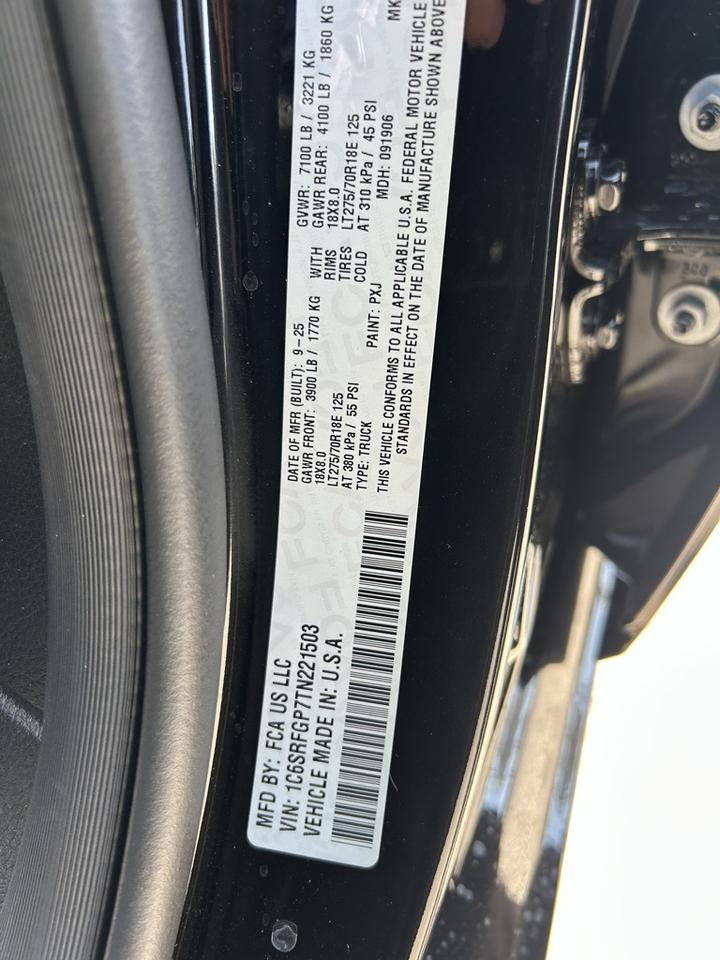 MFD BY: FCA US LLC
VIN: 1C6SRFGP7TN221503
VEHICLE MADE IN: U.S.A.
DATE OF MFR (BUILT): 9-25 GVWR: 7100 LB / 3221 KG
GAWR FRONT: 3900 LB / 1770 KG WITH GAWR REAR: 4100 LB / 1860 KG
18X8.0 RIMS 18X8.0
LT275/70R18E 125 TIRES LT275/70R18E 125
AT 380 kPa / 55 PSI COLD AT 310 kPa / 45 PSI
TYPE: TRUCK PAINT: PXJ MDH: 091906 MK
THIS VEHICLE CONFORMS TO ALL APPLICABLE U.S.A. FEDERAL MOTOR VEHICLE
STANDARDS IN EFFECT ON THE DATE OF MANUFACTURE SHOWN ABOVE